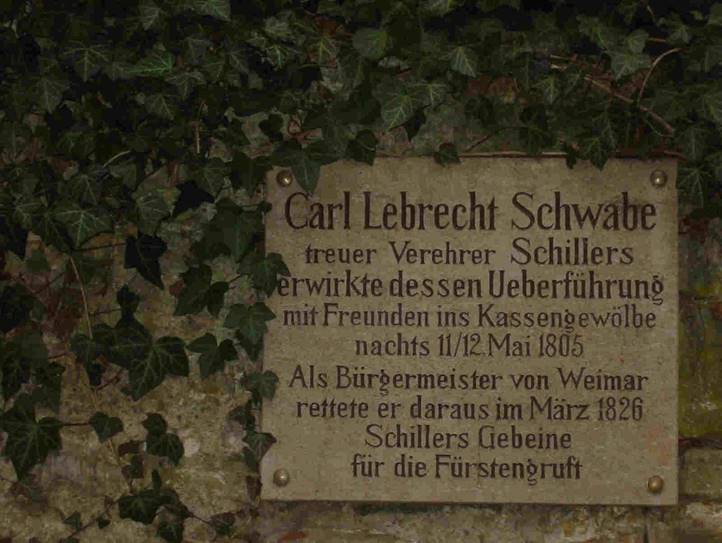 Carl Lebrecht Schwabe
treuer Verehrer Schillers
erwirkte dessen Ueberführung
mit Freunden ins Kassengewölbe
nachts 11/12. Mai 1805
Als Bürgermeister von Weimar
rettete er daraus im März 1826
Schillers Gebeine
für die Fürstengruft